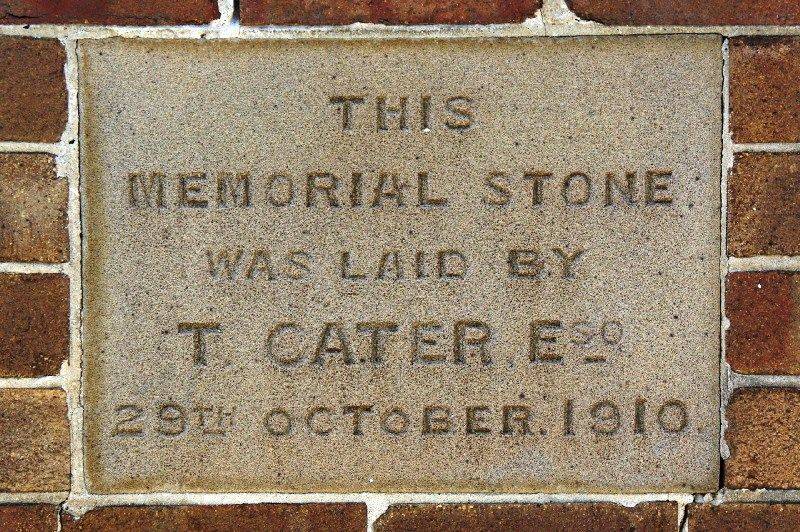 THIS
MEMORIAL STONE.
WAS LAID BY
T. CATER. ESQ
29TH OCTOBER. 1910.